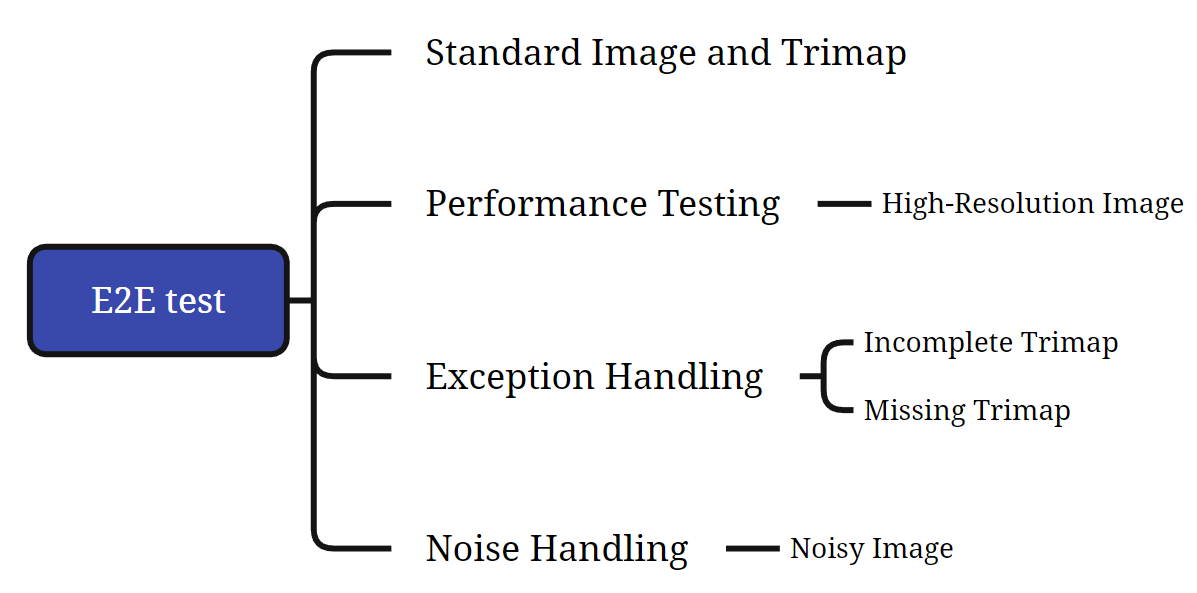 E2E test
Standard Image and Trimap
Performance Testing
High-Resolution Image
Exception Handling
Incomplete Trimap
Missing Trimap
Noise Handling
Noisy Image